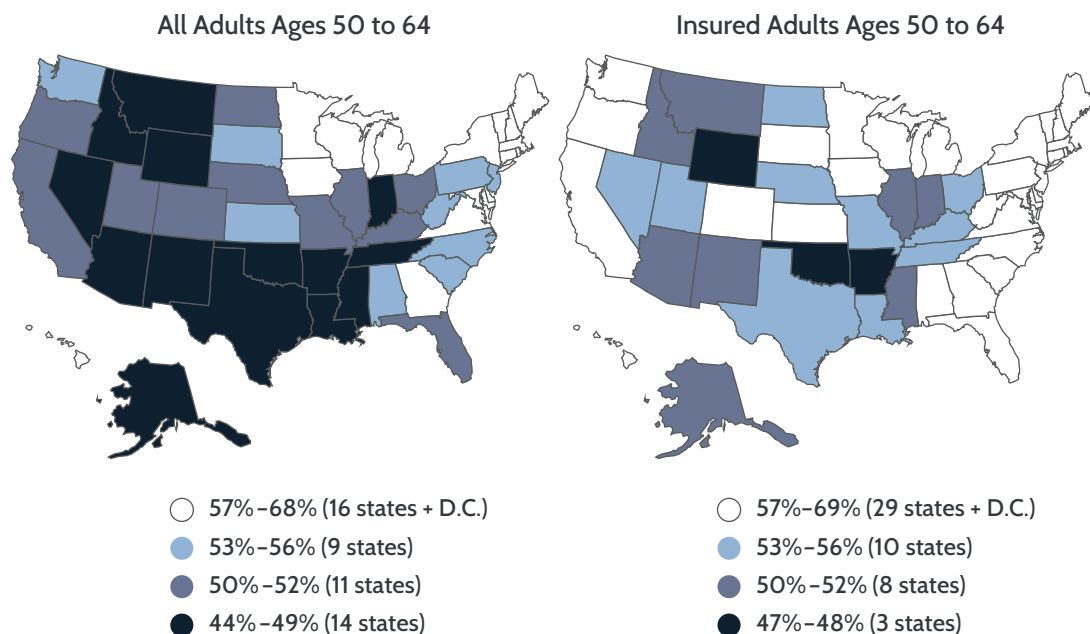 All Adults Ages 50 to 64
57%–68% (16 states + D.C.)
53%–56% (9 states)
50%–52% (11 states)
44%–49% (14 states)
Insured Adults Ages 50 to 64
57%–69% (29 states + D.C.)
53%–56% (10 states)
50%–52% (8 states)
47%–48% (3 states)